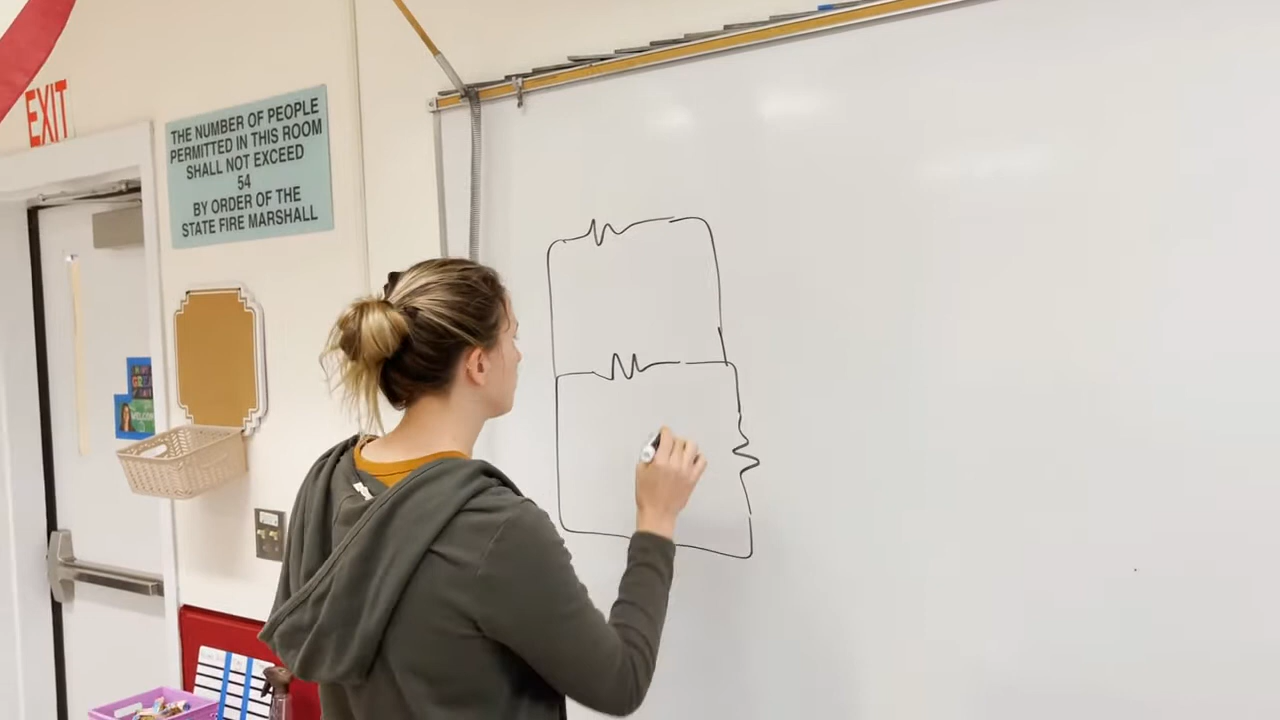 EXIT
THE NUMBER OF PEOPLE
PERMITTED IN THIS ROOM
SHALL NOT EXCEED
54
BY ORDER OF THE
STATE FIRE MARSHALL